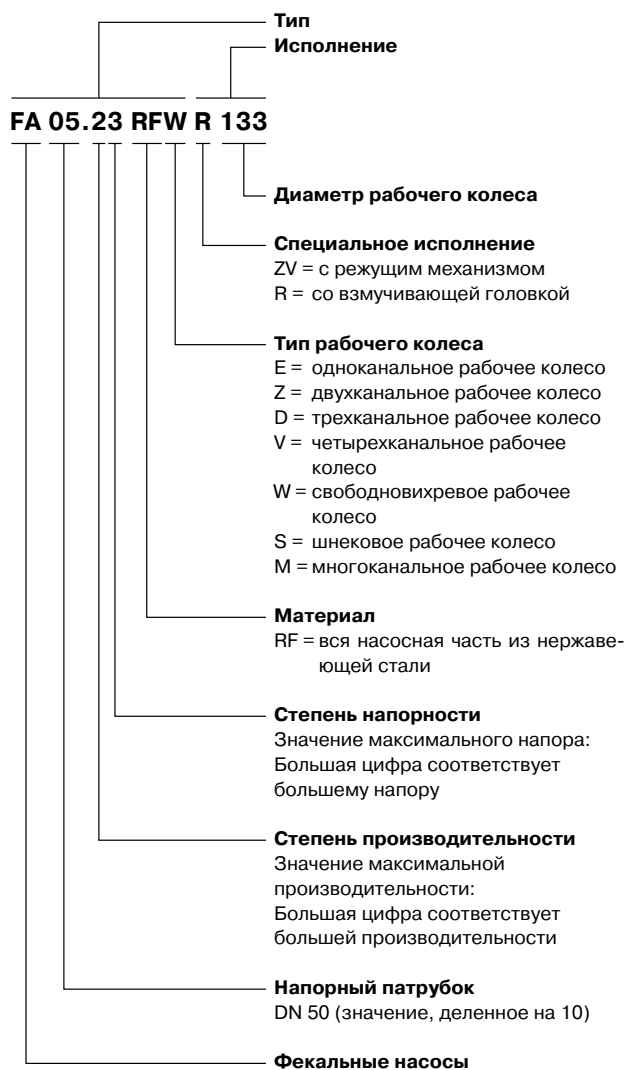 Тип
Исполнение
FA 05.23 RFW R 133
Диаметр рабочего колеса
Специальное исполнение
ZV = с режущим механизмом
R = со взмучивающей головкой
Тип рабочего колеса
E = одноканальное рабочее колесо
Z = двухканальное рабочее колесо
D = трехканальное рабочее колесо
V = четырехканальное рабочее
колесо
W = свободновихревое рабочее
колесо
S = шнековое рабочее колесо
M = многоканальное рабочее колесо
Материал
RF = вся насосная часть из нержаве-
ющей стали
Степень напорности
Значение максимального напора:
Большая цифра соответствует
большему напору
Степень производительности
Значение максимальной
производительности:
Большая цифра соответствует
большей производительности
Напорный патрубок
DN 50 (значение, деленное на 10)
Фекальные насосы